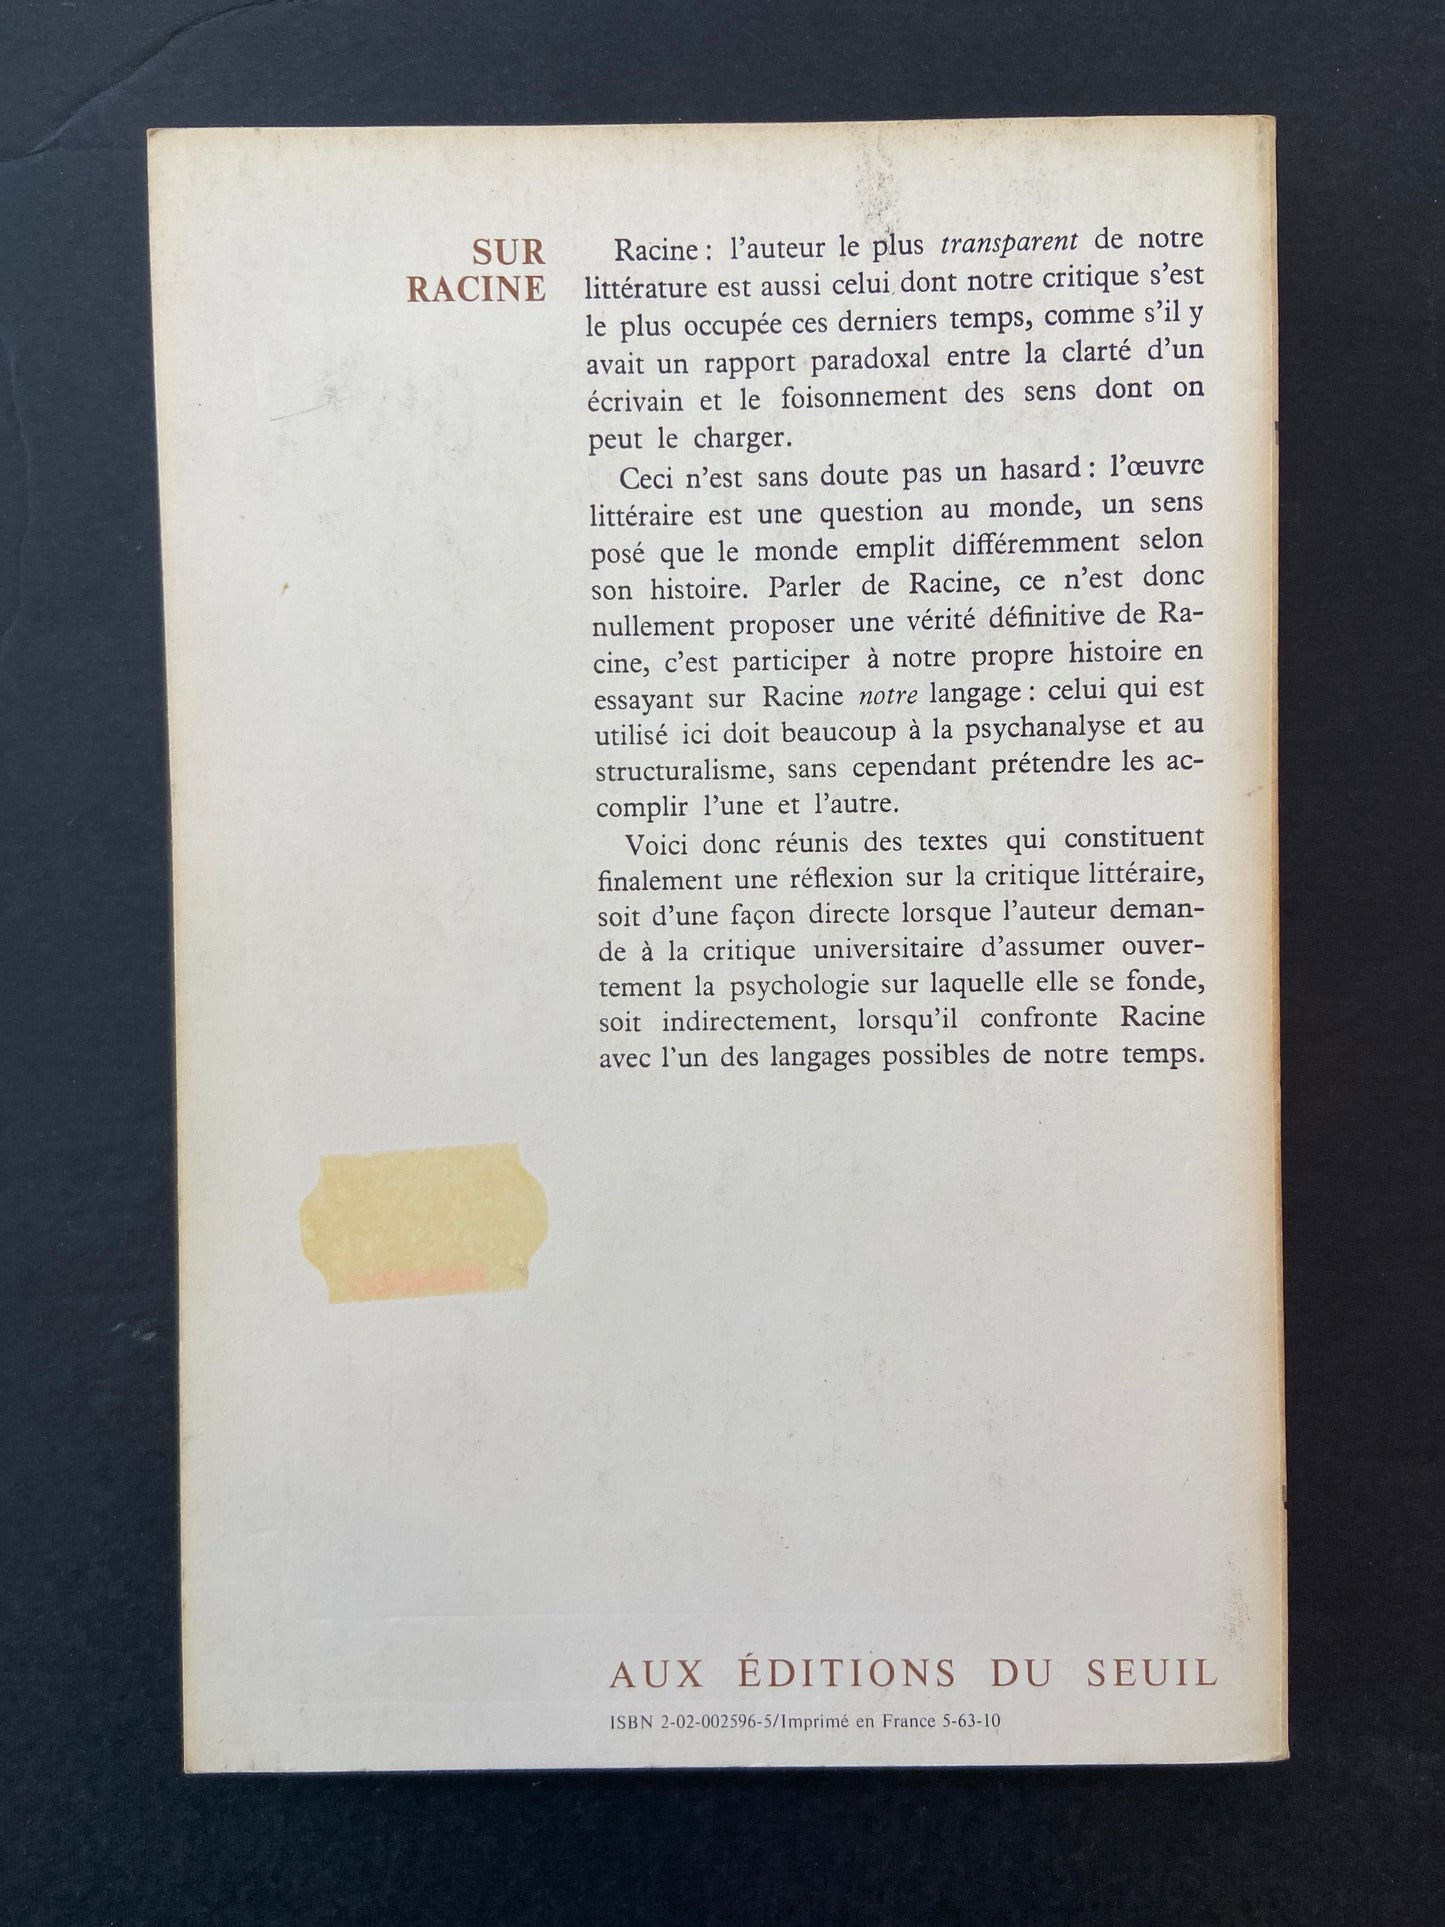 SUR
RACINE
Racine : l’auteur le plus transparent de notre
littérature est aussi celui dont notre critique s’est
le plus occupée ces derniers temps, comme s’il y
avait un rapport paradoxal entre la clarté d’un
écrivain et le foisonnement des sens dont on
peut le charger.
Ceci n’est sans doute pas un hasard : l’œuvre
littéraire est une question au monde, un sens
posé que le monde emplit différemment selon
son histoire. Parler de Racine, ce n’est donc
nullement proposer une vérité définitive de Ra-
cine, c’est participer à notre propre histoire en
essayant sur Racine notre langage : celui qui est
utilisé ici doit beaucoup à la psychanalyse et au
structuralisme, sans cependant prétendre les ac-
complir l’une et l’autre.
Voici donc réunis des textes qui constituent
finalement une réflexion sur la critique littéraire,
soit d’une façon directe lorsque l’auteur deman-
de à la critique universitaire d’assumer ouver-
tement la psychologie sur laquelle elle se fonde,
soit indirectement, lorsqu’il confronte Racine
avec l’un des langages possibles de notre temps.
AUX ÉDITIONS DU SEUIL
ISBN 2-02-002596-5/Imprimé en France 5-63-10